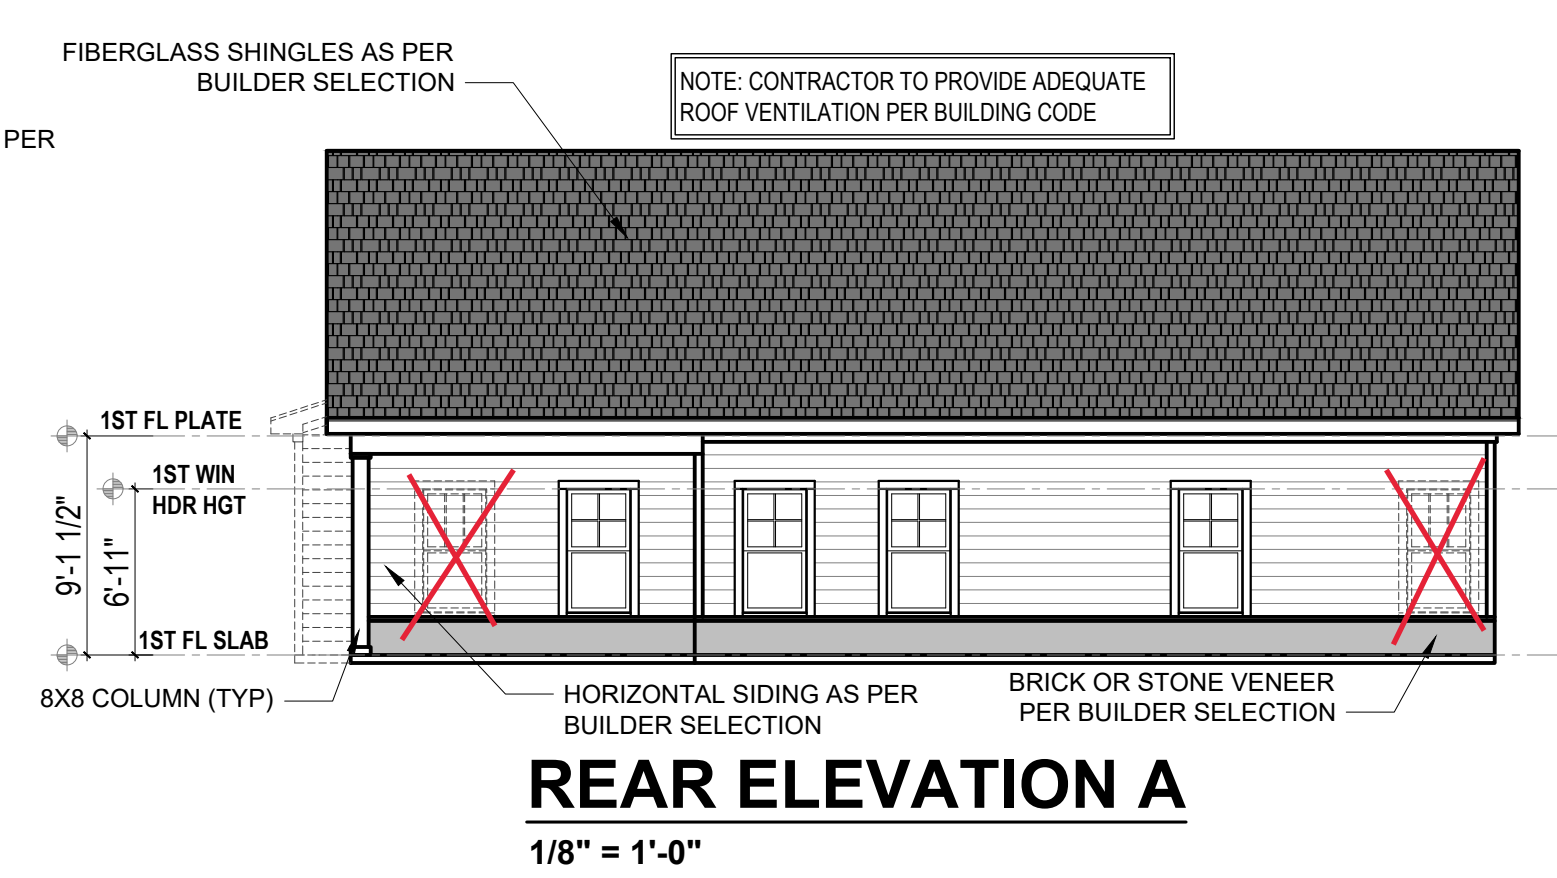 FIBERGLASS SHINGLES AS PER
BUILDER SELECTION
NOTE: CONTRACTOR TO PROVIDE ADEQUATE
ROOF VENTILATION PER BUILDING CODE
PER
1ST FL PLATE
1ST WIN
HDR HGT
9'-1 1/2"
6'-11"
1ST FL SLAB
8X8 COLUMN (TYP)
HORIZONTAL SIDING AS PER
BUILDER SELECTION
BRICK OR STONE VENEER
PER BUILDER SELECTION
REAR ELEVATION A
1/8" = 1'-0"